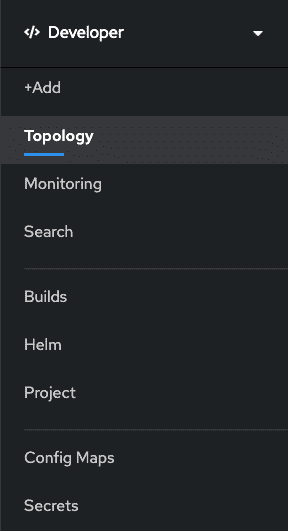 </> Developer
+Add
Topology
Monitoring
Search
Builds
Helm
Project
Config Maps
Secrets